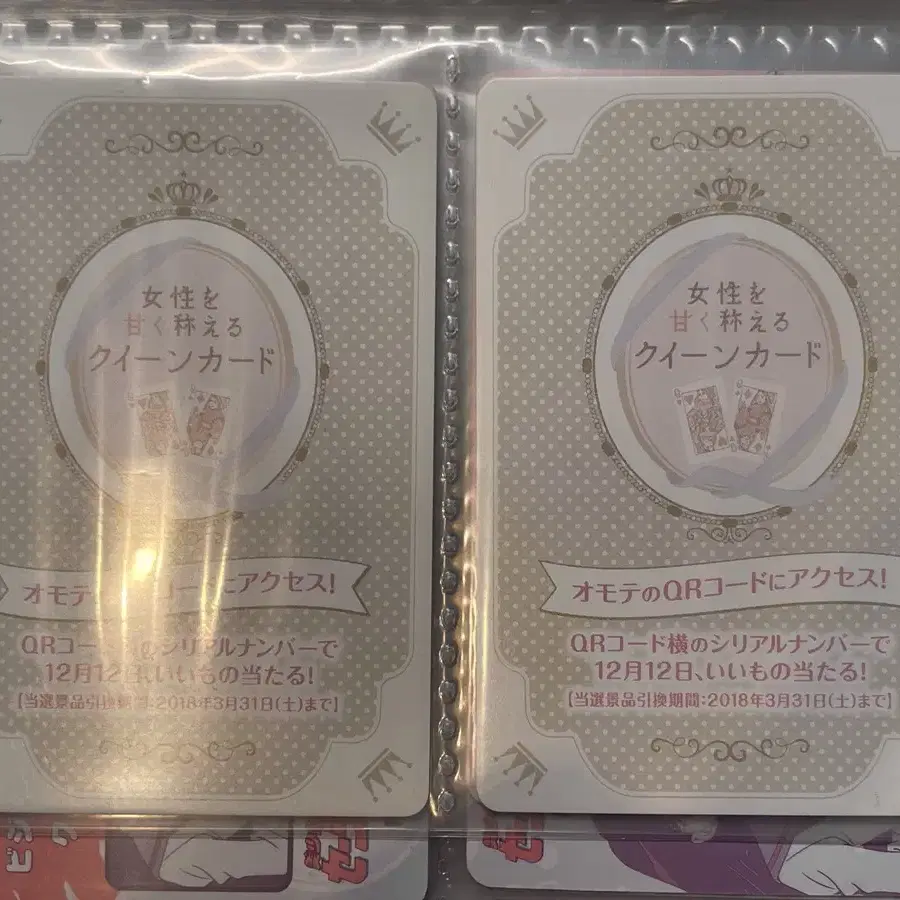 女性を
甘く称える
クイーンカード
オモテ コードにアクセス!
QRコード のシリアルナンバーで
12月12日、いいもの当たる!
【当選景品引換期間:2018年3月31日(土)まで】
女性を
甘く称える
クイーンカード
オモテのQRコードにアクセス!
QRコード横のシリアルナンバーで
12月12日、いいもの当たる!
【当選景品引換期間:2018年3月31日(土)まで】